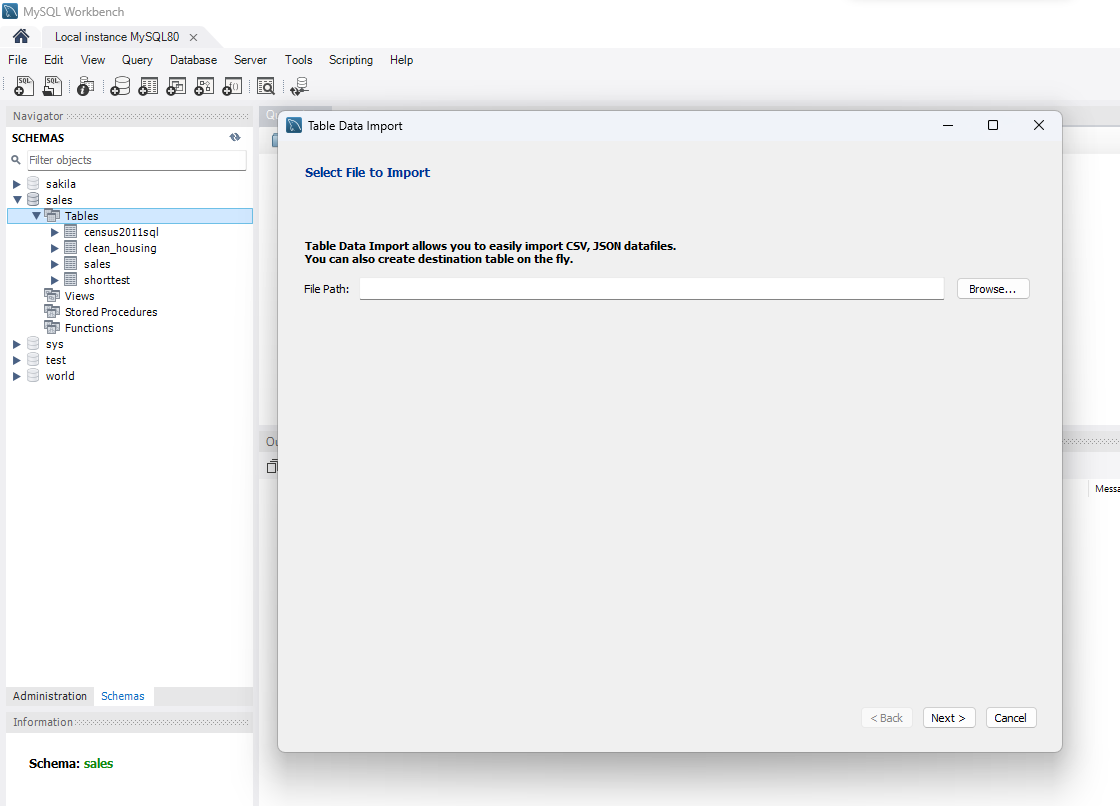 MySQL Workbench
Local instance MySQL80
File Edit View Query Database Server Tools Scripting Help
SQL SQL
Navigator
SCHEMAS
Filter objects
sakila
sales
Tables
census2011sql
clean_housing
sales
shorttest
Views
Stored Procedures
Functions
sys
test
world
Administration Schemas
Information
Schema: sales
Table Data Import
Select File to Import
Table Data Import allows you to easily import CSV, JSON datafiles.
You can also create destination table on the fly.
File Path: Browse...
< Back Next > Cancel